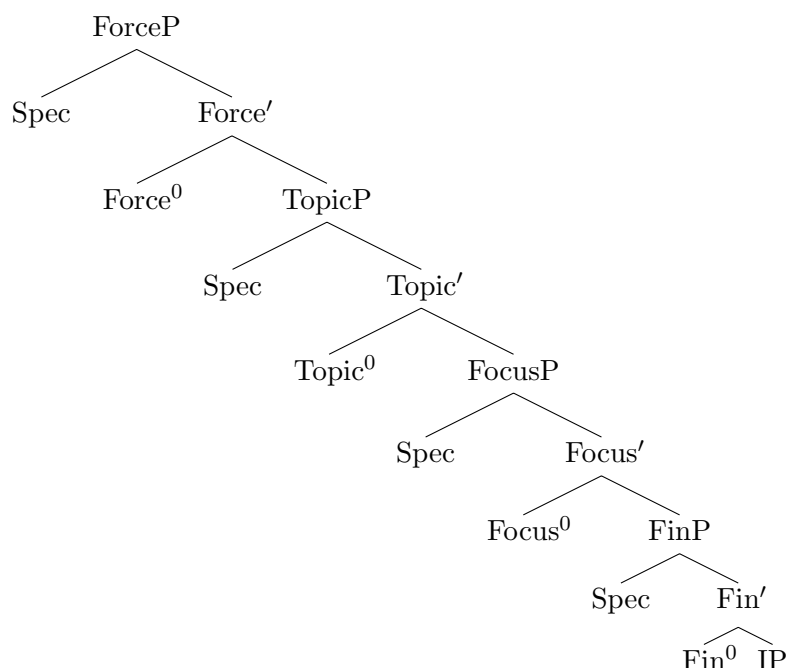 ForceP
Spec Force′
Force⁰ TopicP
Spec Topic′
Topic⁰ FocusP
Spec Focus′
Focus⁰ FinP
Spec Fin′
Fin⁰ IP